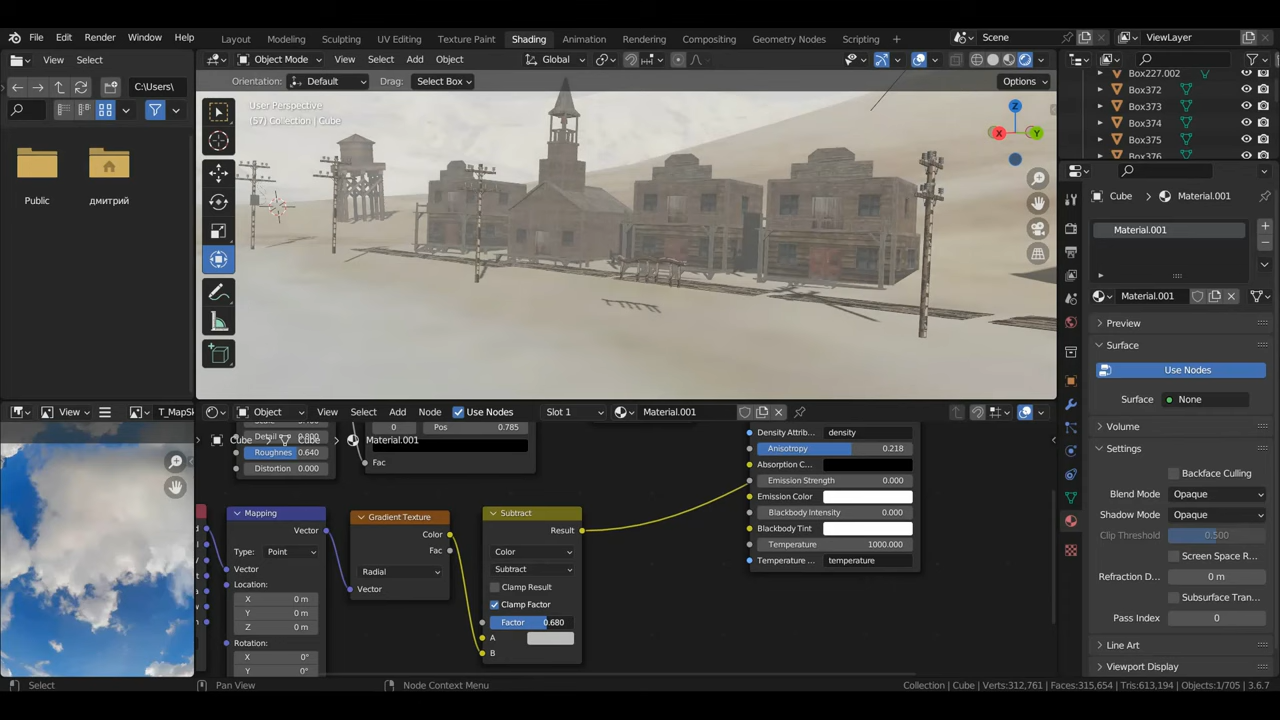 File Edit Render Window Help
Layout Modeling Sculpting UV Editing Texture Paint Shading Animation Rendering Compositing Geometry Nodes Scripting
Scene
ViewLayer
View Select
C:\Users\
Public
дмитрий
Object Mode View Select Add Object
Global
Orientation: Default Drag: Select Box
Options
User Perspective
(57) Collection | Cube
Z
X
Y
Box227.002
Box372
Box373
Box374
Box375
Box376
Cube Material.001
Material.001
Material.001
Preview
Surface
Use Nodes
Surface None
Volume
Settings
Backface Culling
Blend Mode Opaque
Shadow Mode Opaque
Clip Threshold 0.500
Screen Space R...
Refraction D... 0 m
Subsurface Tran...
Pass Index 0
Line Art
Viewport Display
View
T_MapSk
Object View Select Add Node Use Nodes Slot 1 Material.001
Cube Cube Material.001
Roughnes 0.640
Distortion 0.000
0 Pos 0.785
Fac
Mapping
Vector
Type: Point
Vector
Location:
X 0 m
Y 0 m
Z 0 m
Rotation:
X 0°
Y 0°
Gradient Texture
Color
Fac
Radial
Vector
Subtract
Result
Color
Subtract
Clamp Result
Clamp Factor
Factor 0.680
A
B
Density Attrib... density
Anisotropy 0.218
Absorption C...
Emission Strength 0.000
Emission Color
Blackbody Intensity 0.000
Blackbody Tint
Temperature 1000.000
Temperature ... temperature
Select
Pan View
Node Context Menu
Collection | Cube | Verts:312,761 | Faces:315,654 | Tris:613,194 | Objects:1/705 | 3.6.7